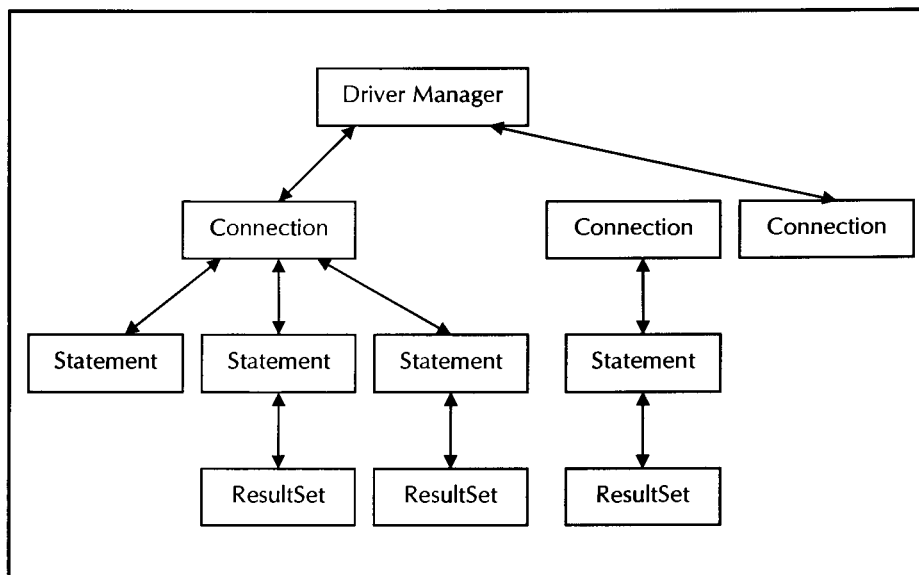 Driver Manager
Connection
Connection
Connection
Statement
Statement
Statement
Statement
ResultSet
ResultSet
ResultSet